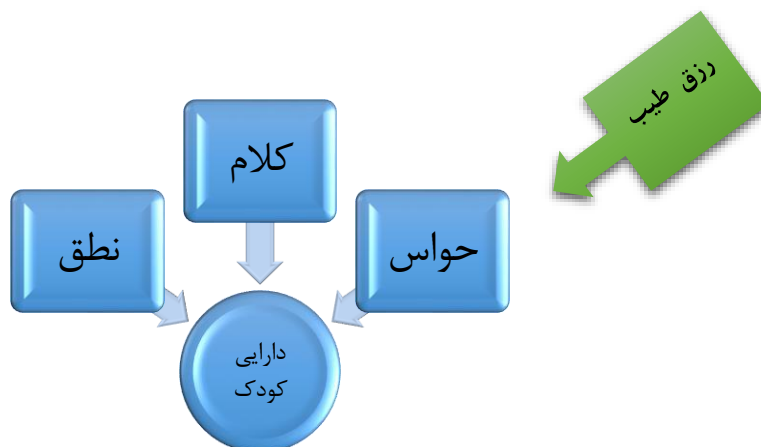 رزق طیب
کلام
حواس
نطق
دارایی
کودک